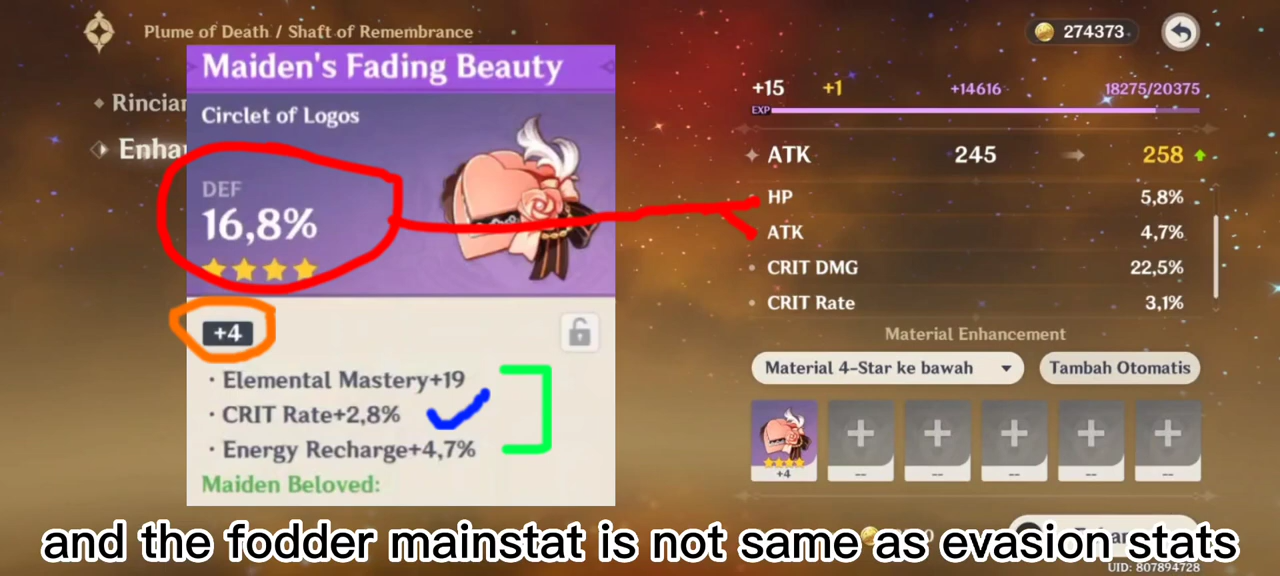 Plume of Death / Shaft of Remembrance
274373
Maiden's Fading Beauty
Circlet of Logos
DEF
16,8%
+4
· Elemental Mastery+19
· CRIT Rate+2,8%
· Energy Recharge+4,7%
Maiden Beloved:
Rincian
Enha
+15 +1 +14616 18275/20375
EXP
ATK 245 258
HP 5,8%
ATK 4,7%
CRIT DMG 22,5%
CRIT Rate 3,1%
Material Enhancement
Material 4-Star ke bawah
Tambah Otomatis
+4 -- -- -- -- --
and the fodder mainstat is not same as evasion stats
UID: 807894728